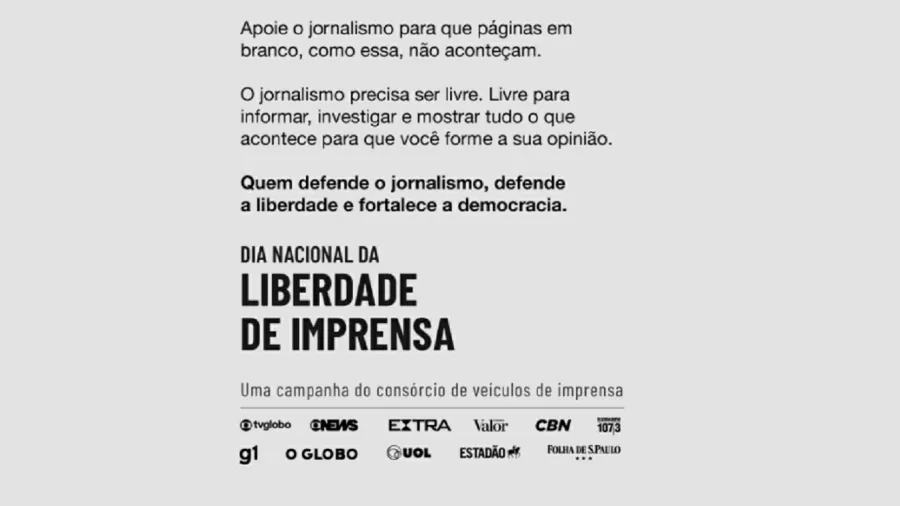 Apoie o jornalismo para que páginas em
branco, como essa, não aconteçam.
O jornalismo precisa ser livre. Livre para
informar, investigar e mostrar tudo o que
acontece para que você forme a sua opinião.
Quem defende o jornalismo, defende
a liberdade e fortalece a democracia.
DIA NACIONAL DA
LIBERDADE
DE IMPRENSA
Uma campanha do consórcio de veículos de imprensa
tvglobo NEWS EXTRA Valor CBN 107,3
g1 O GLOBO UOL ESTADÃO FOLHA DE S.PAULO